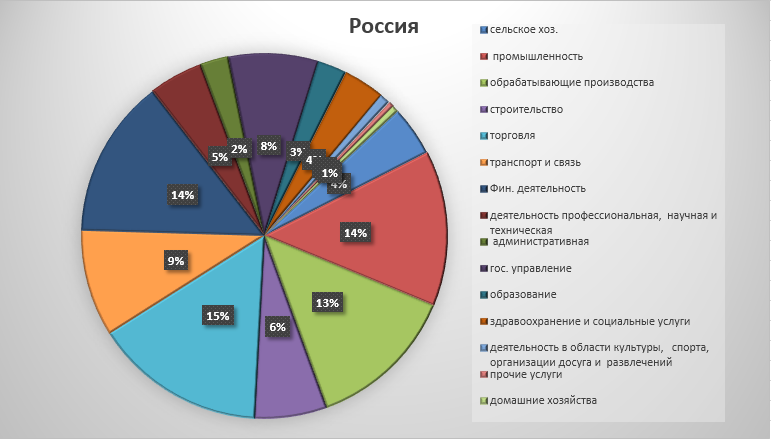 Россия
сельское хоз.
промышленность
обрабатывающие производства
строительство
торговля
транспорт и связь
Фин. деятельность
деятельность профессиональная, научная и
техническая
административная
гос. управление
образование
здравоохранение и социальные услуги
деятельность в области культуры, спорта,
организации досуга и развлечений
прочие услуги
домашние хозяйства
5%
2%
8%
3%
4%
1%
4%
14%
14%
9%
13%
15%
6%